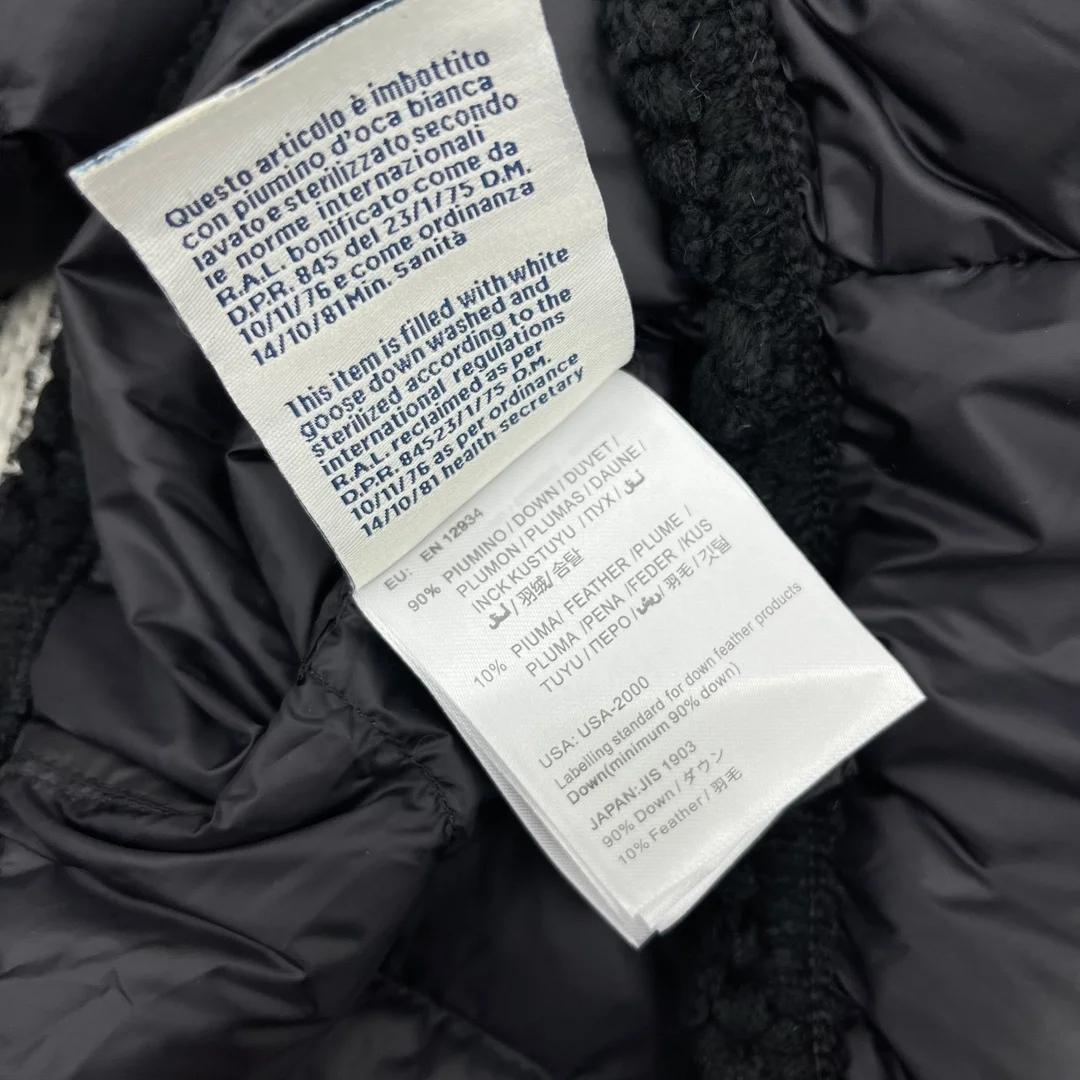 Questo articolo è imbottito
con piumino d'oca bianca
lavato e sterilizzato secondo
le norme internazionali
R.A.L. bonificato come da
D.P.R. 845 del 23/1/75 D.M.
10/11/76 e come ordinanza
14/10/81 Min. Sanità
This item is filled with white
goose down washed and
sterilized according to the
international regulations
R.A.L. reclaimed as per
D.P.R. 84523/1/75 D.M.
10/11/76 as per ordinance
14/10/81 health secretary
EU: EN 12934
90% PIUMINO / DOWN / DUVET /
PLUMON / PLUMAS / DAUNE /
INCK KUSTUYU / ПУХ /
/ 羽绒 / 솜털
10% PIUMA/ FEATHER /PLUME /
PLUMA /PENA /FEDER /KUS
TUYU / ПЕРО / ريش / 羽毛 / 깃털
USA: USA-2000
Labelling standard for down feather products
Down(minimum 90% down)
JAPAN:JIS 1903
90% Down / ダウン
10% Feather / 羽毛